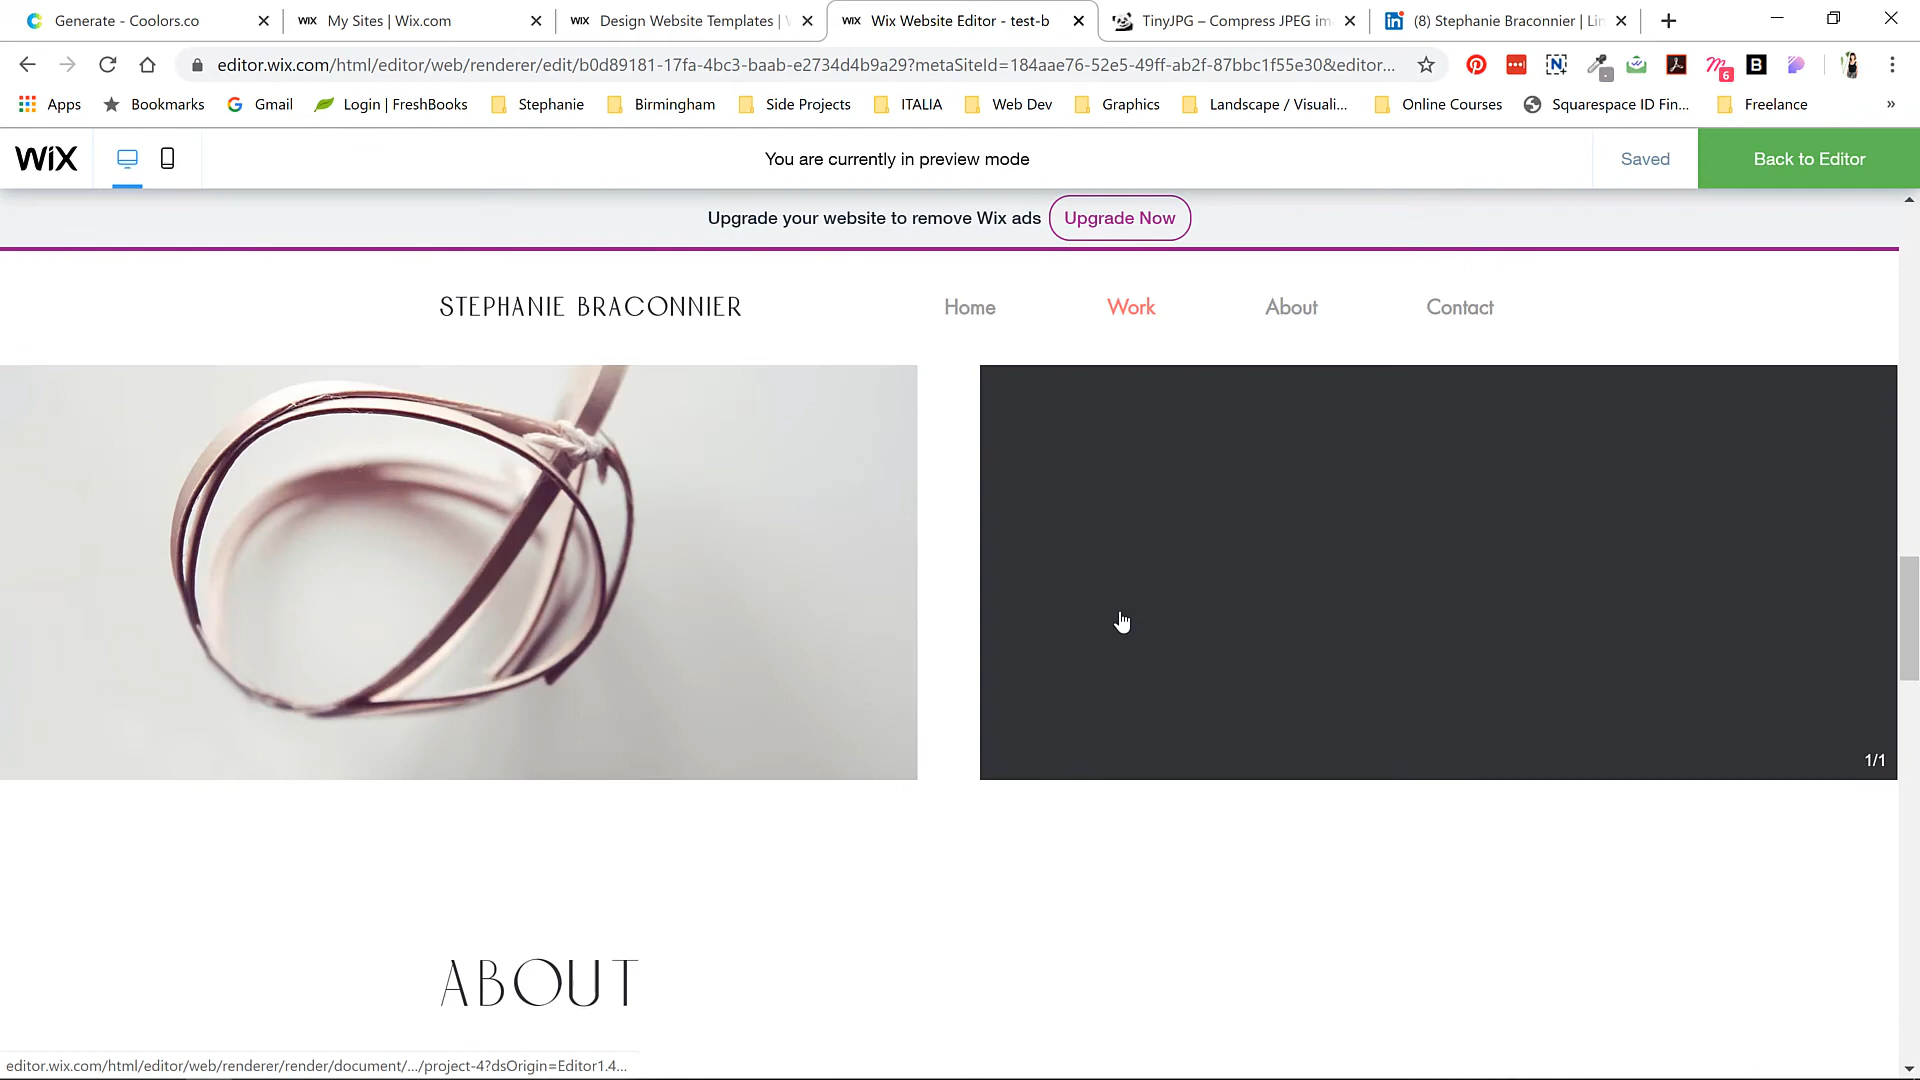 Generate - Coolors.co
WiX My Sites | Wix.com
WiX Design Website Templates |
WiX Wix Website Editor - test-b
TinyJPG – Compress JPEG im
in (8) Stephanie Braconnier | Lin
editor.wix.com/html/editor/web/renderer/edit/b0d89181-17fa-4bc3-baab-e2734d4b9a29?metaSiteId=184aae76-52e5-49ff-ab2f-87bbc1f55e30&editor...
6
B
Apps
Bookmarks
Gmail
Login | FreshBooks
Stephanie
Birmingham
Side Projects
ITALIA
Web Dev
Graphics
Landscape / Visuali...
Online Courses
Squarespace ID Fin...
Freelance
»
WiX
You are currently in preview mode
Saved
Back to Editor
Upgrade your website to remove Wix ads
Upgrade Now
STEPHANIE BRACONNIER
Home
Work
About
Contact
1/1
ABOUT
editor.wix.com/html/editor/web/renderer/render/document/.../project-4?dsOrigin=Editor1.4...